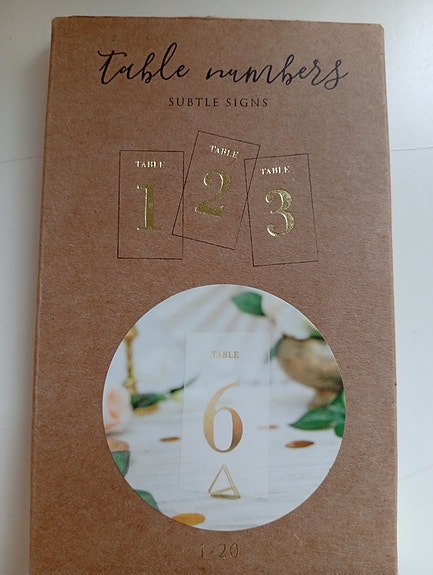 table numbers
SUBTLE SIGNS
TABLE
1
TABLE
2
TABLE
3
TABLE
6
1-20